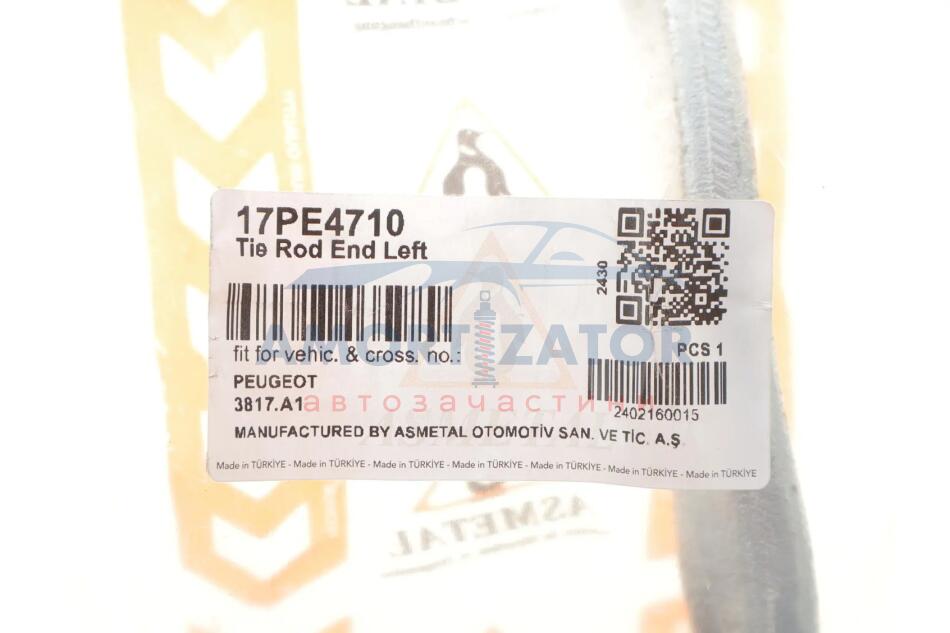 17PE4710
Tie Rod End Left
2430
AMORTIZATOR
fit for vehic. & cross. no.:
PCS 1
PEUGEOT
3817.A1
автозачастини
2402160015
MANUFACTURED BY ASMETAL OTOMOTİV SAN. VE TİC. A.Ş
Made in TÜRKİYE - Made in TÜRKİYE - Made in TÜRKİYE - Made in TÜRKİYE - Made in TÜRKİYE - Made in TÜRKİYE - Made in TÜRKİYE
ASMETAL